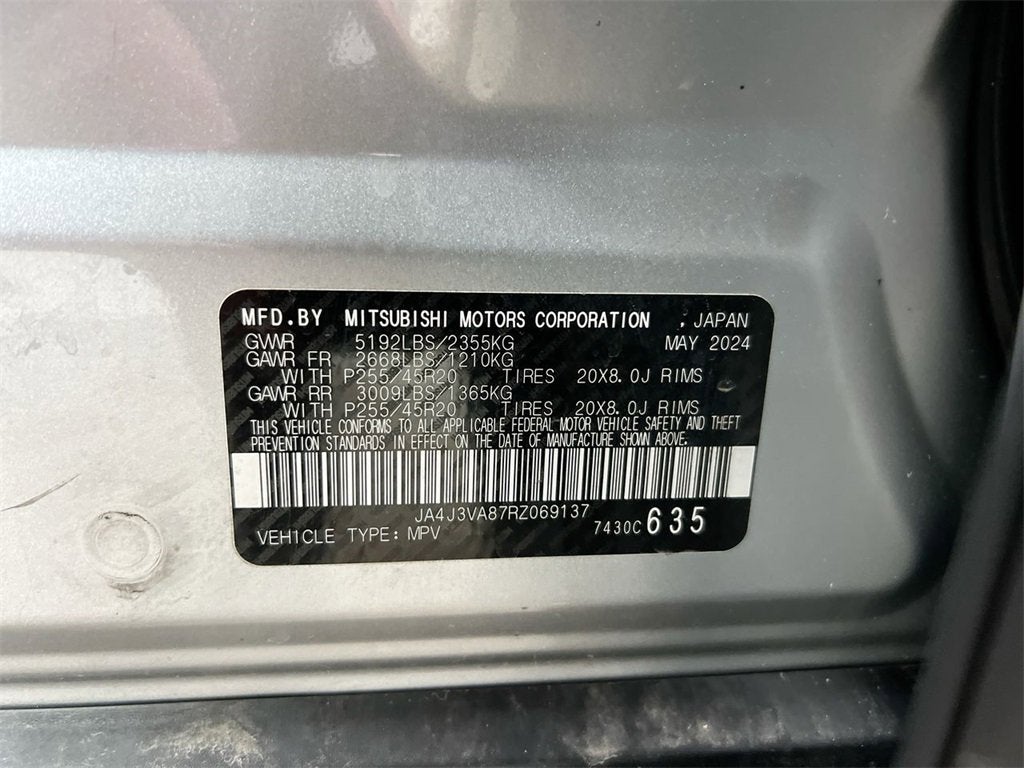 MFD.BY MITSUBISHI MOTORS CORPORATION , JAPAN
GVWR 5192LBS/2355KG MAY 2024
GAWR FR 2668LBS/1210KG
WITH P255/45R20 TIRES 20X8.0J RIMS
GAWR RR 3009LBS/1365KG
WITH P255/45R20 TIRES 20X8.0J RIMS
THIS VEHICLE CONFORMS TO ALL APPLICABLE FEDERAL MOTOR VEHICLE SAFETY AND THEFT
PREVENTION STANDARDS IN EFFECT ON THE DATE OF MANUFACTURE SHOWN ABOVE.
JA4J3VA87RZ069137
VEHICLE TYPE: MPV 7430C 635